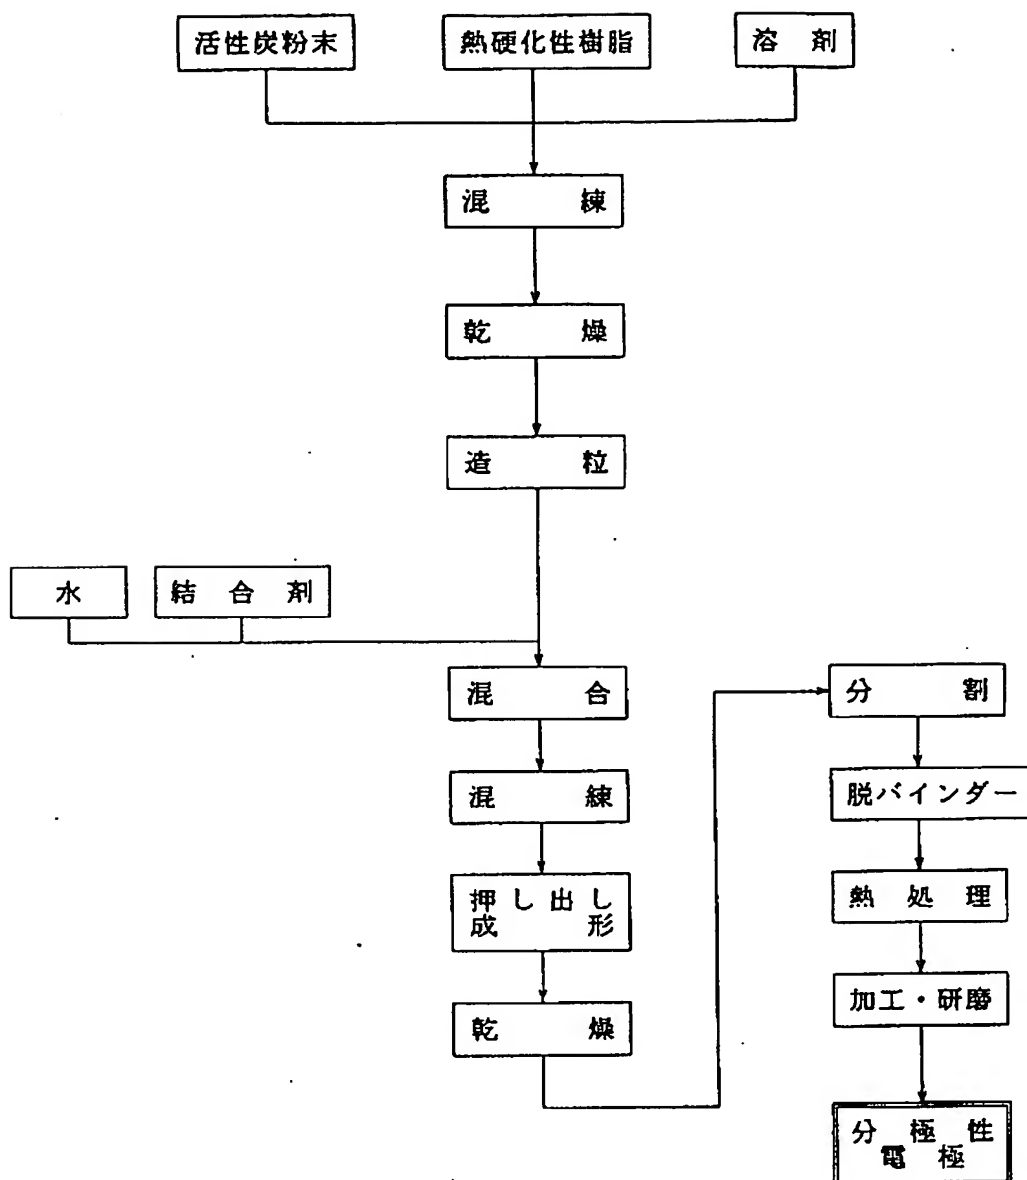 活性炭粉末
熱硬化性樹脂
溶剤
混練
乾燥
造粒
水
結合剤
混合
混練
押し出し
成形
乾燥
分割
脱バインダー
熱処理
加工・研磨
分極性
電極